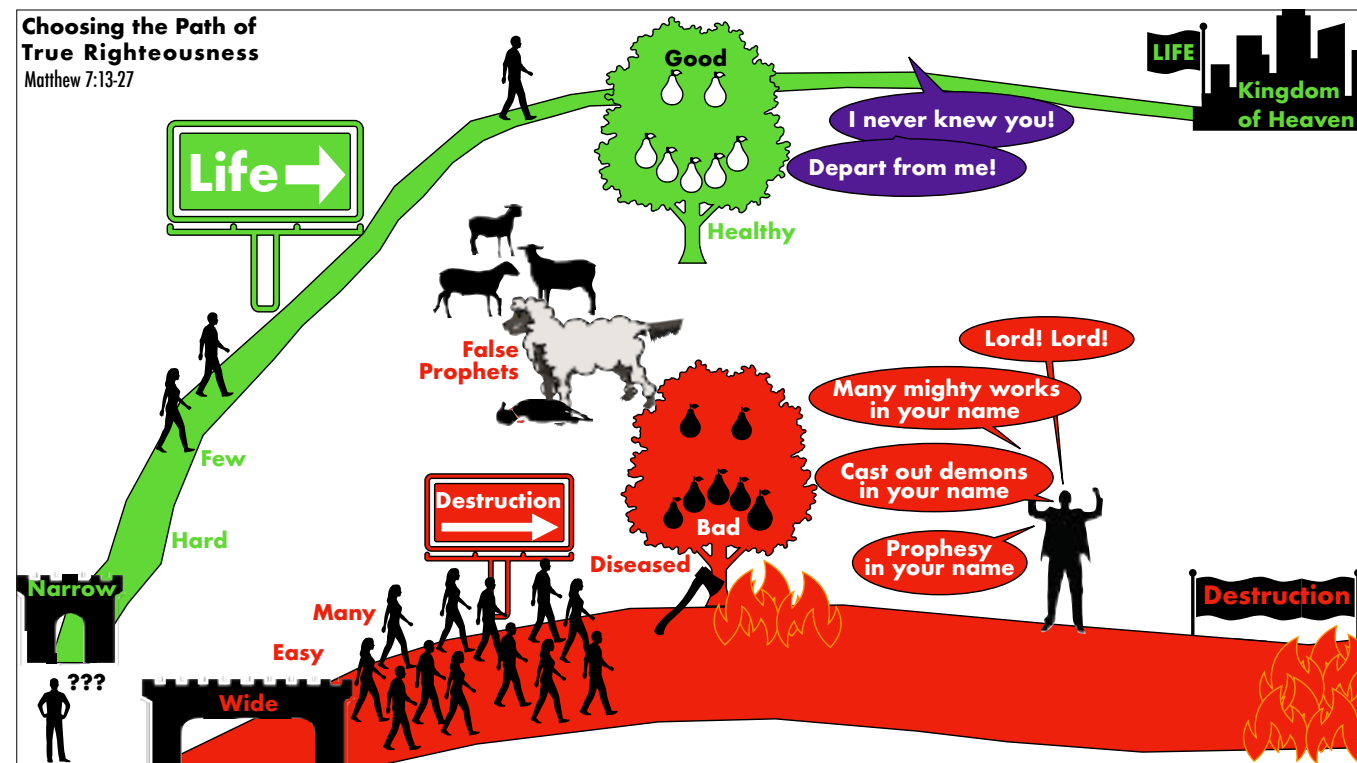 Choosing the Path of
True Righteousness
Matthew 7:13-27
Good
LIFE
Kingdom
of Heaven
I never knew you!
Depart from me!
Life
Healthy
False
Prophets
Lord! Lord!
Many mighty works
in your name
Few
Cast out demons
in your name
Destruction
Bad
Hard
Prophesy
in your name
Diseased
Narrow
Many
Destruction
Easy
???
Wide